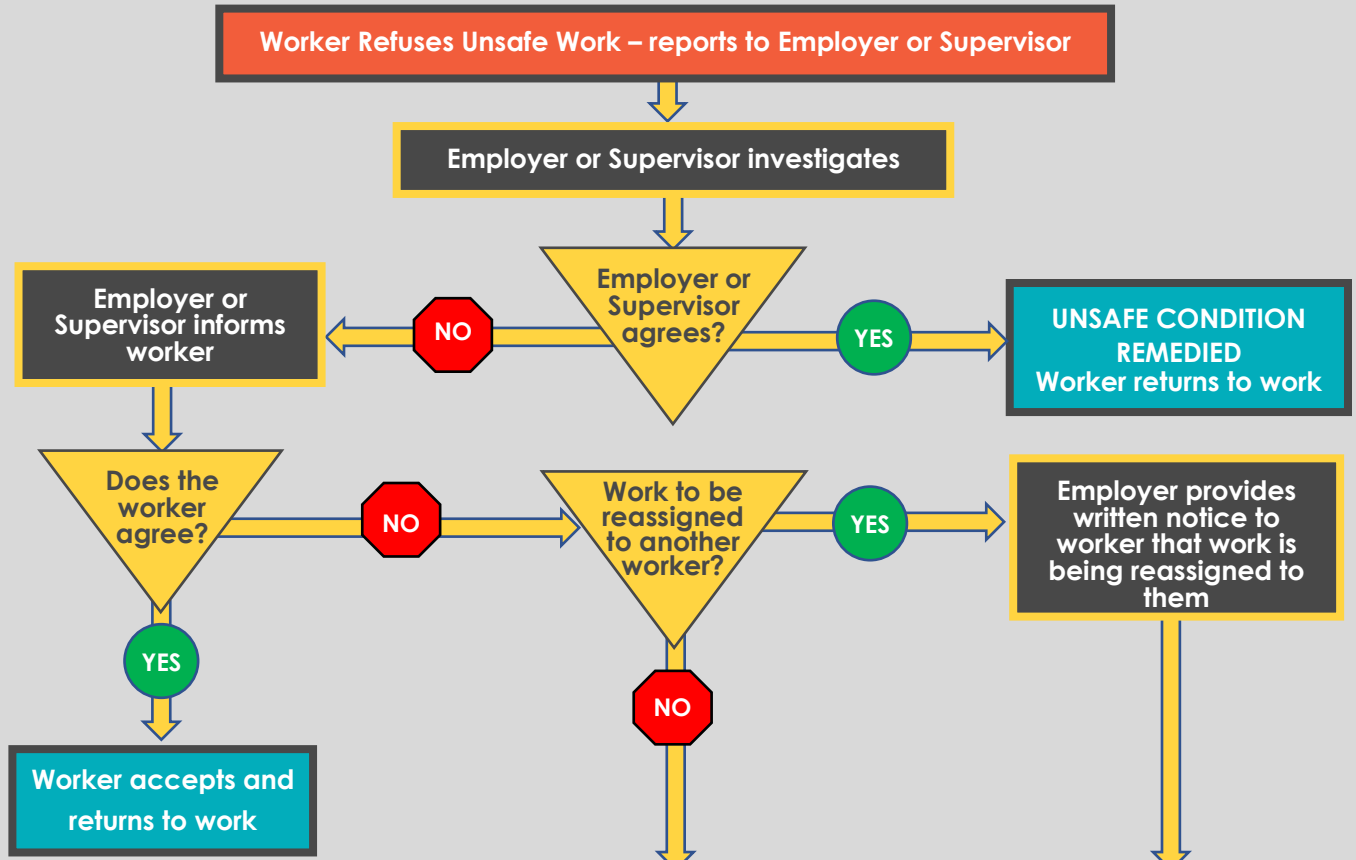 Worker Refuses Unsafe Work – reports to Employer or Supervisor
Employer or Supervisor investigates
Employer or
Supervisor
agrees?
Employer or
Supervisor informs
worker
NO
YES
UNSAFE CONDITION
REMEDIED
Worker returns to work
Does the
worker
agree?
NO
Work to be
reassigned
to another
worker?
YES
Employer provides
written notice to
worker that work is
being reassigned to
them
YES
NO
Worker accepts and
returns to work